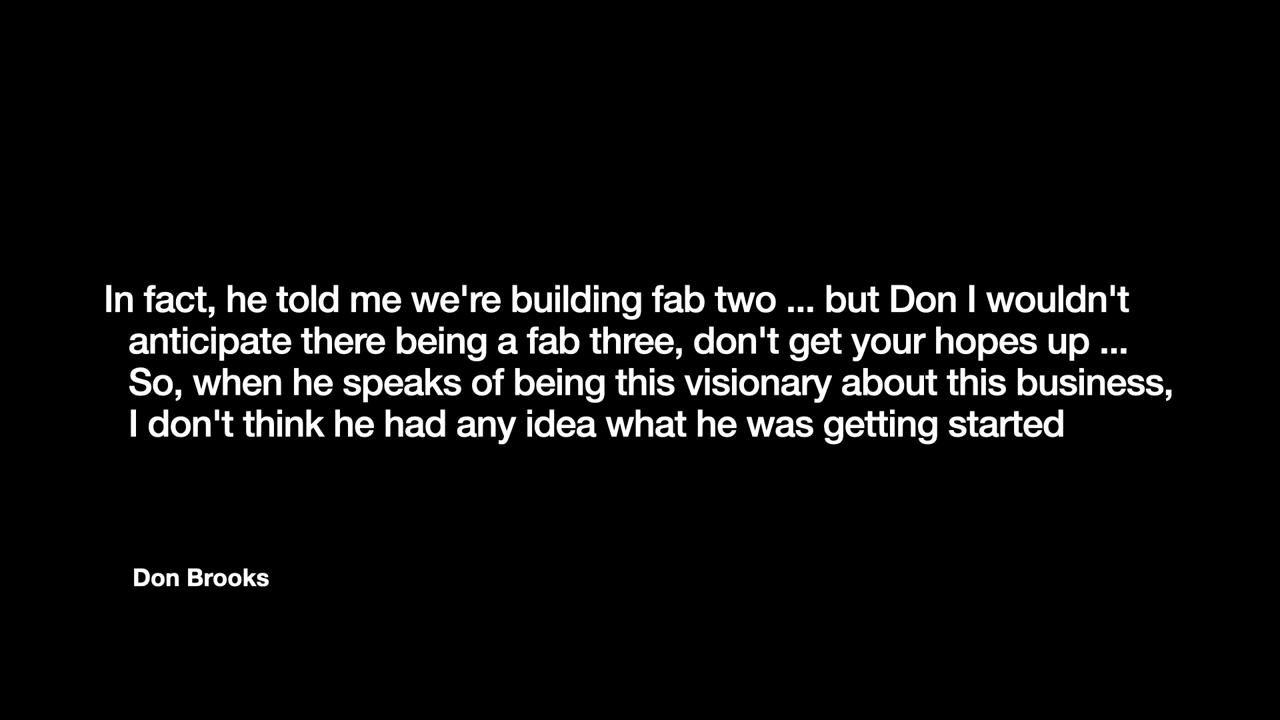 In fact, he told me we're building fab two ... but Don I wouldn't
anticipate there being a fab three, don't get your hopes up ...
So, when he speaks of being this visionary about this business,
I don't think he had any idea what he was getting started
Don Brooks